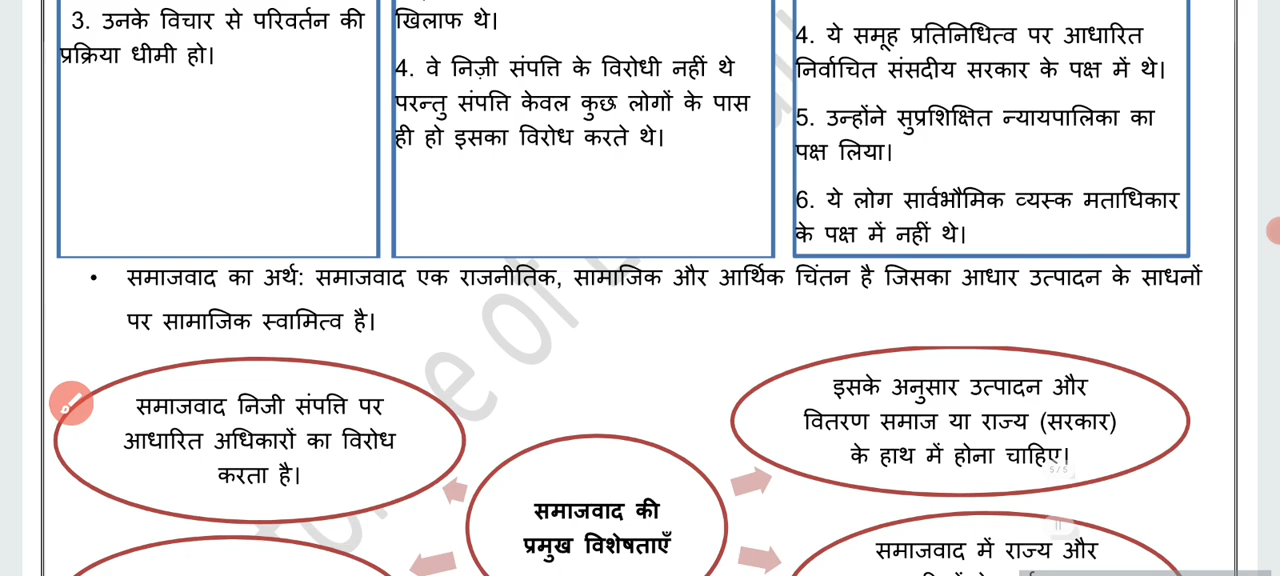 3. उनके विचार से परिवर्तन की
प्रक्रिया धीमी हो।
खिलाफ थे।
4. वे निज़ी संपत्ति के विरोधी नहीं थे
परन्तु संपत्ति केवल कुछ लोगों के पास
ही हो इसका विरोध करते थे।
4. ये समूह प्रतिनिधित्व पर आधारित
निर्वाचित संसदीय सरकार के पक्ष में थे।
5. उन्होंने सुप्रशिक्षित न्यायपालिका का
पक्ष लिया।
6. ये लोग सार्वभौमिक व्यस्क मताधिकार
के पक्ष में नहीं थे।
• समाजवाद का अर्थ: समाजवाद एक राजनीतिक, सामाजिक और आर्थिक चिंतन है जिसका आधार उत्पादन के साधनों
पर सामाजिक स्वामित्व है।
समाजवाद निजी संपत्ति पर
आधारित अधिकारों का विरोध
करता है।
इसके अनुसार उत्पादन और
वितरण समाज या राज्य (सरकार)
के हाथ में होना चाहिए।
5/5
समाजवाद की
प्रमुख विशेषताएँ
समाजवाद में राज्य और